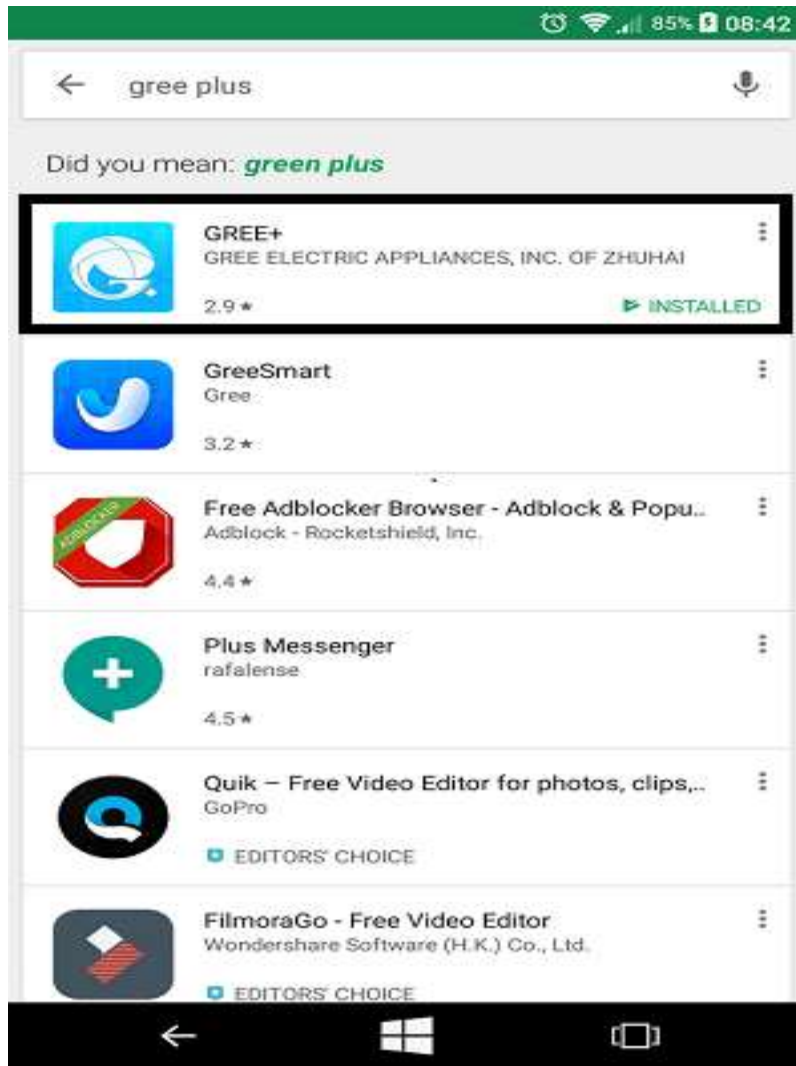 85% 08:42
gree plus
Did you mean: green plus
GREE+
GREE ELECTRIC APPLIANCES, INC. OF ZHUHAI
2.9★ INSTALLED
GreeSmart
Gree
3.2★
ADBLOCKER
Free Adblocker Browser - Adblock & Popu..
Adblock - Rocketshield, Inc.
4.4★
Plus Messenger
rafalense
4.5★
Quik – Free Video Editor for photos, clips,..
GoPro
EDITORS' CHOICE
FilmoraGo - Free Video Editor
Wondershare Software (H.K.) Co., Ltd.
EDITORS' CHOICE